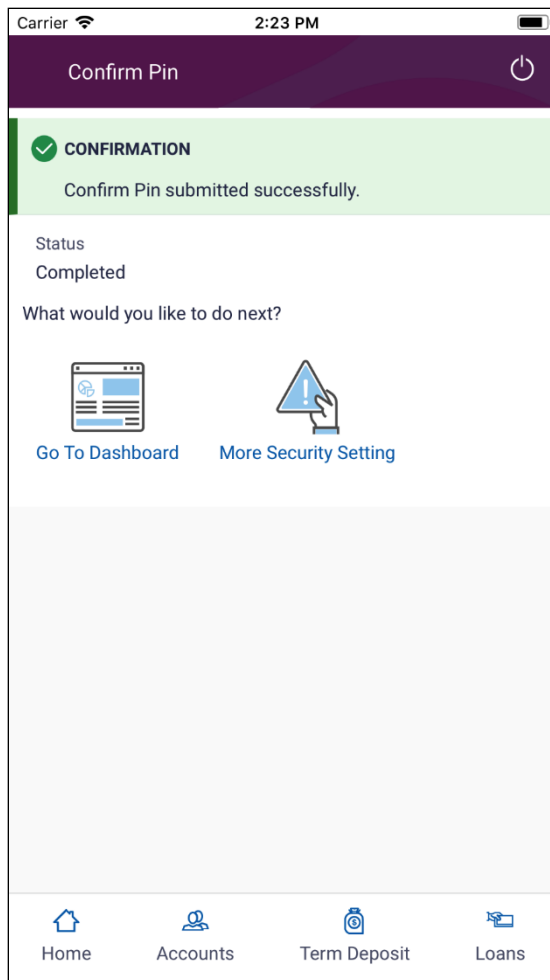 Carrier 2:23 PM
Confirm Pin
CONFIRMATION
Confirm Pin submitted successfully.
Status
Completed
What would you like to do next?
Go To Dashboard More Security Setting
Home Accounts Term Deposit Loans